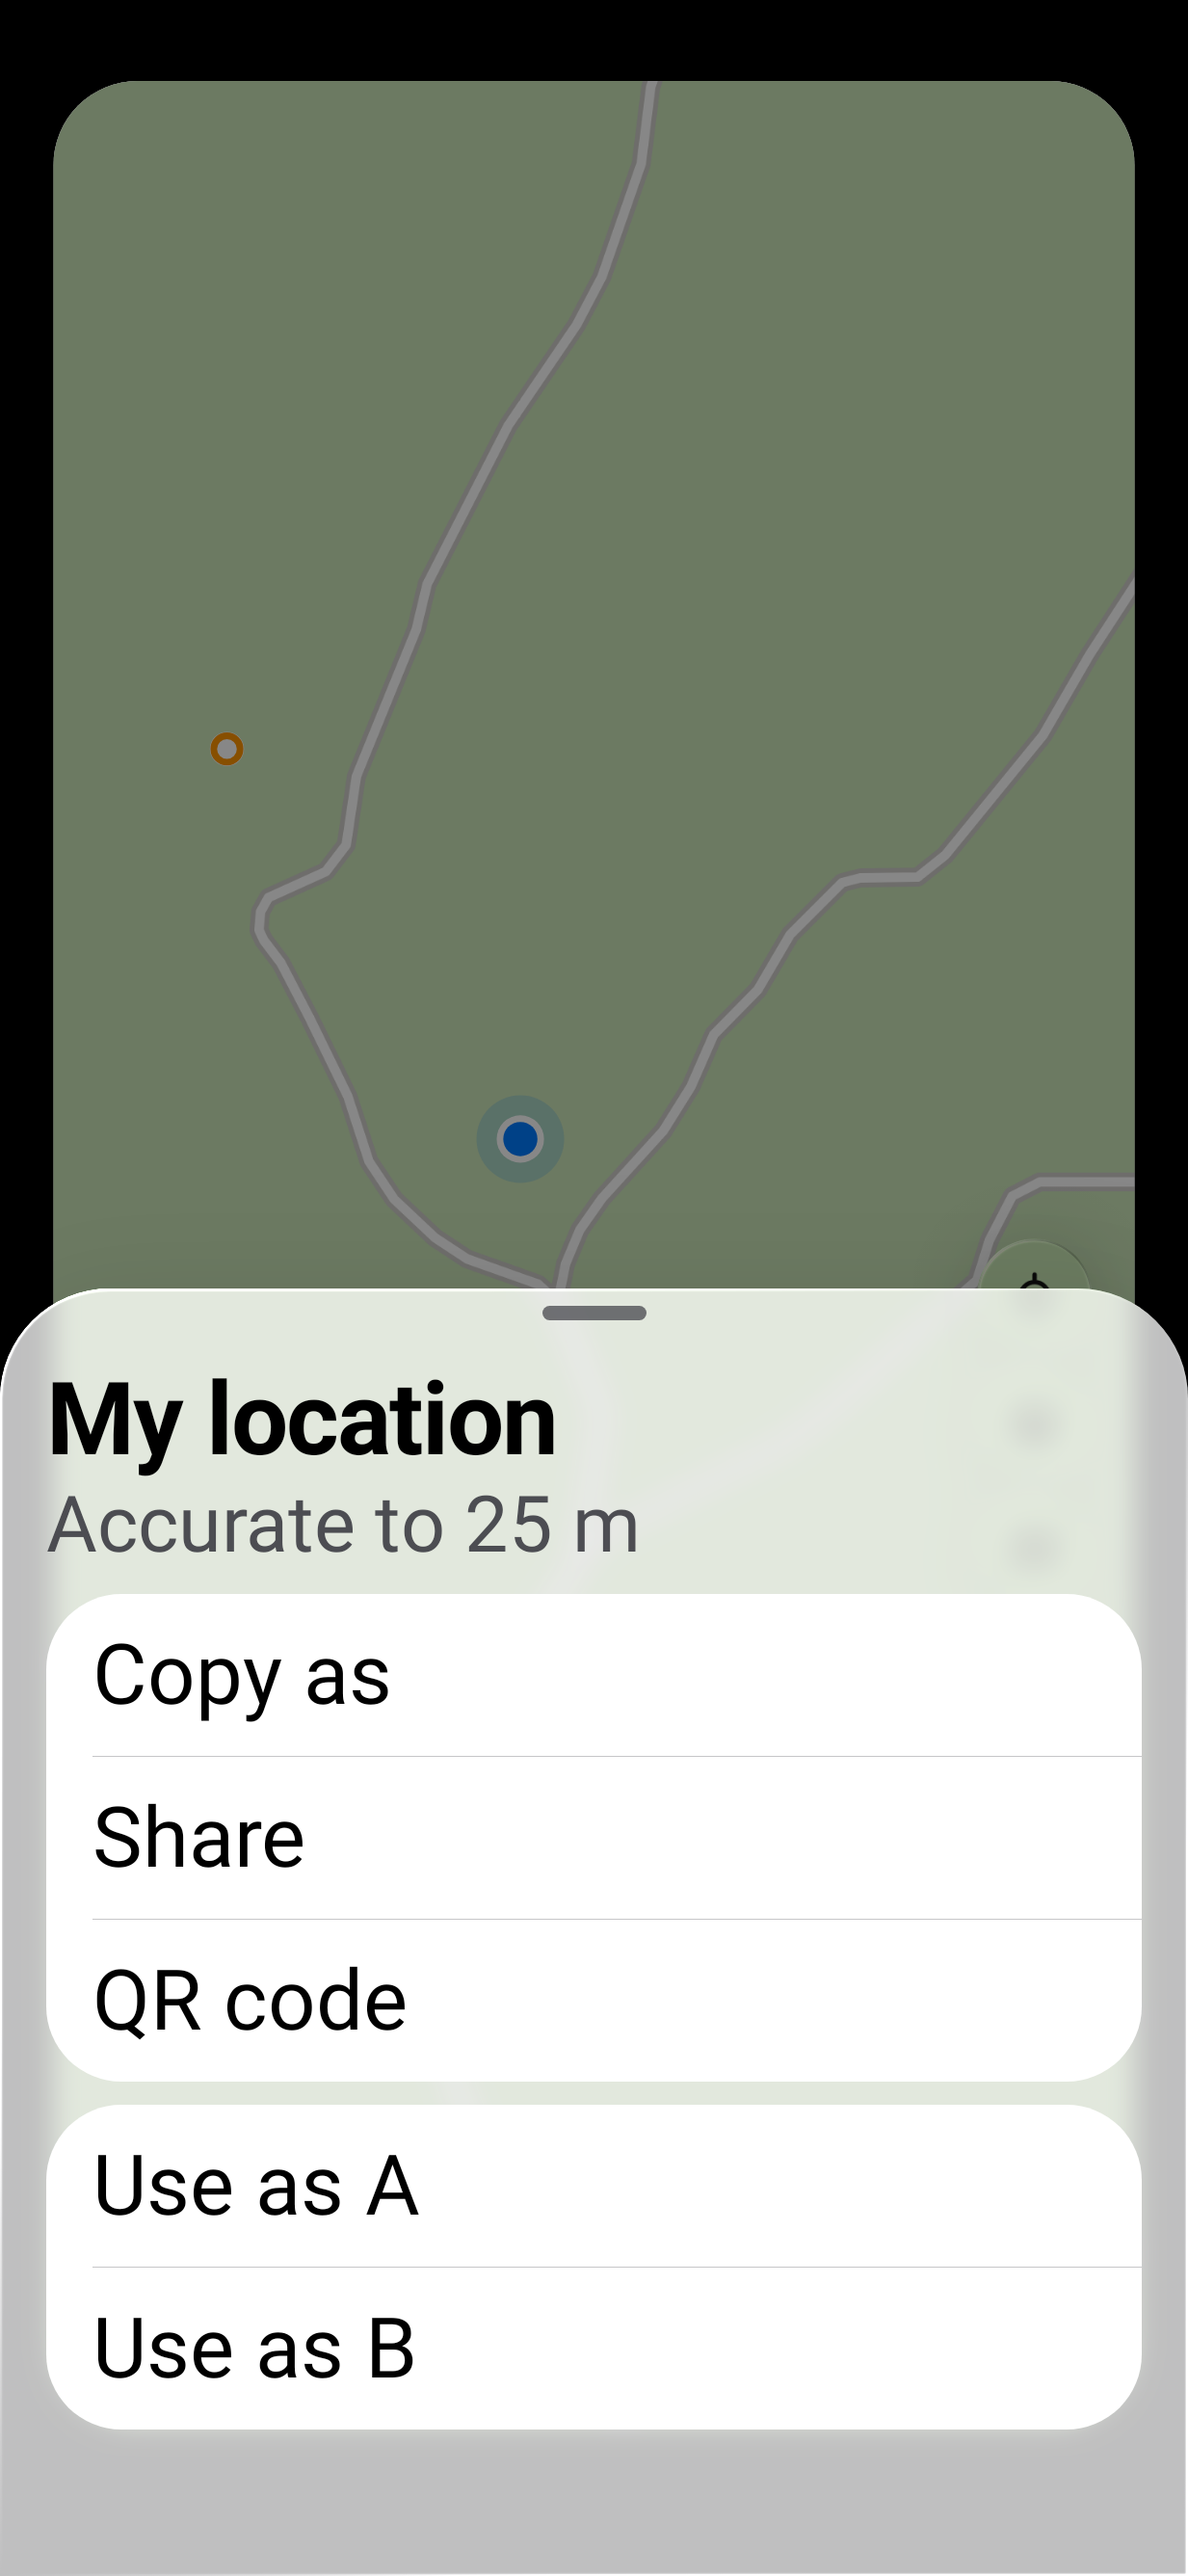 My location
Accurate to 25 m
Copy as
Share
QR code
Use as A
Use as B